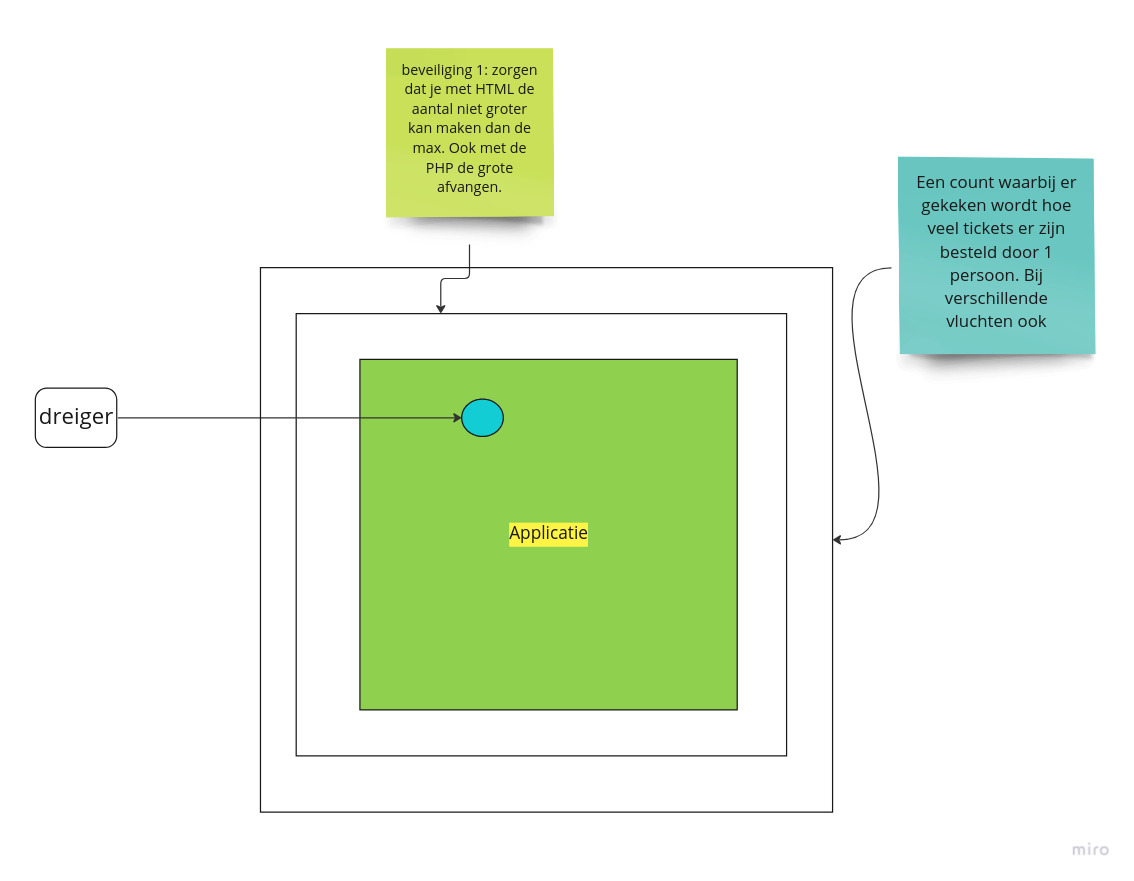 beveiliging 1: zorgen
dat je met HTML de
aantal niet groter
kan maken dan de
max. Ook met de
PHP de grote
afvangen.
Een count waarbij er
gekeken wordt hoe
veel tickets er zijn
besteld door 1
persoon. Bij
verschillende
vluchten ook
dreiger
Applicatie
miro